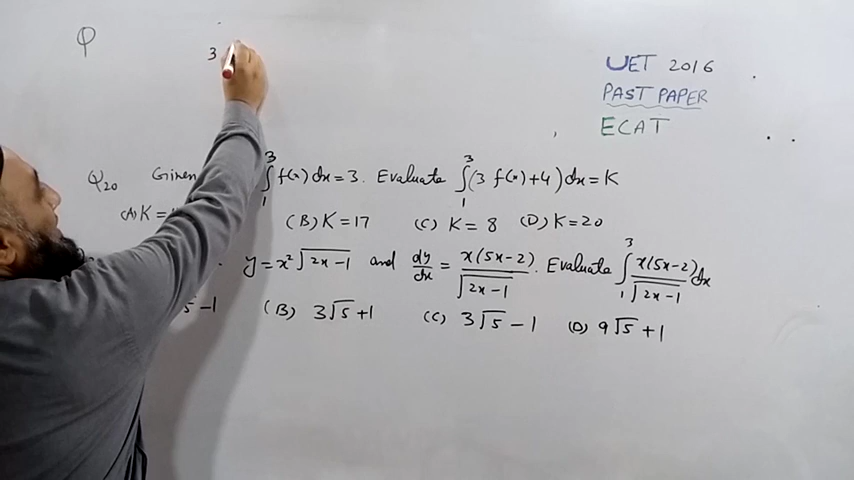 Q
3
UET 2016
PAST PAPER
ECAT
Q20 Given ∫₁³ f(x) dx = 3. Evaluate ∫₁³ (3 f(x) + 4) dx = K
(A) K = (B) K = 17 (C) K = 8 (D) K = 20
y = x²√(2x-1) and dy/dx = x(5x-2)/√(2x-1). Evaluate ∫₁³ x(5x-2)/√(2x-1) dx
-1 (B) 3√5 + 1 (C) 3√5 - 1 (D) 9√5 + 1